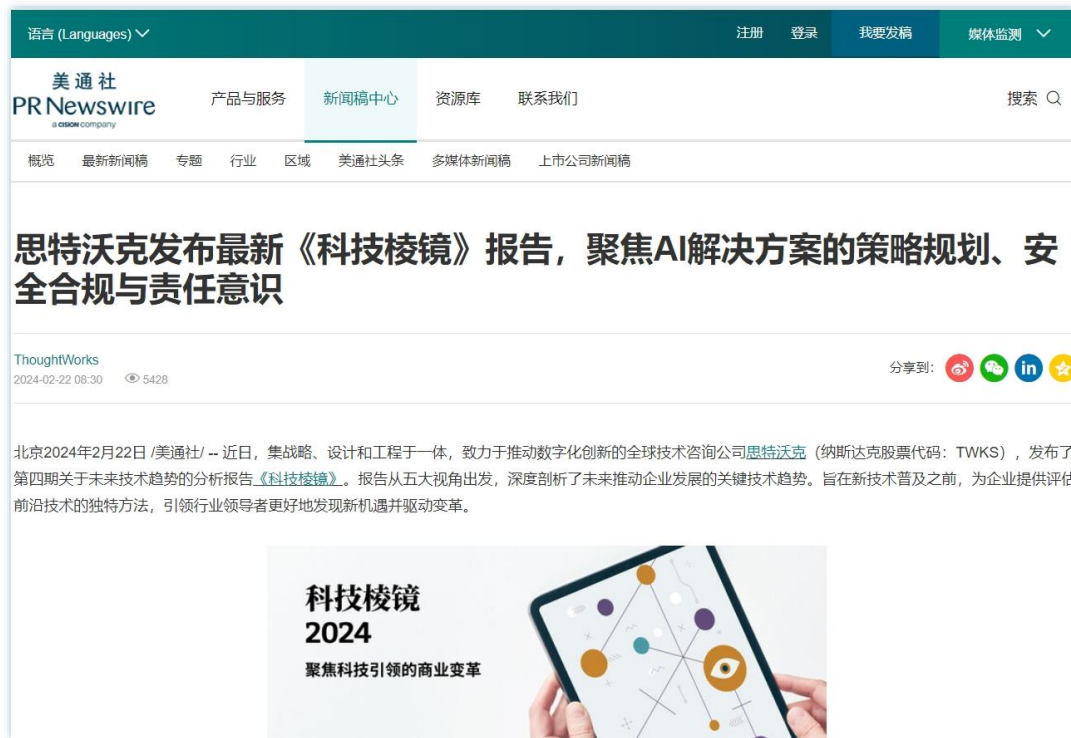 语言 (Languages)
注册 登录 我要发稿 媒体监测
美通社
PR Newswire
a CISION company
产品与服务 新闻稿中心 资源库 联系我们 搜索
概览 最新新闻稿 专题 行业 区域 美通社头条 多媒体新闻稿 上市公司新闻稿
思特沃克发布最新《科技棱镜》报告，聚焦AI解决方案的策略规划、安
全合规与责任意识
ThoughtWorks
2024-02-22 08:30 5428
分享到:
in
北京2024年2月22日 /美通社/ -- 近日，集战略、设计和工程于一体，致力于推动数字化创新的全球技术咨询公司思特沃克（纳斯达克股票代码：TWKS），发布了
第四期关于未来技术趋势的分析报告《科技棱镜》。报告从五大视角出发，深度剖析了未来推动企业发展的关键技术趋势。旨在新技术普及之前，为企业提供评估
前沿技术的独特方法，引领行业领导者更好地发现新机遇并驱动变革。
科技棱镜
2024
聚焦科技引领的商业变革